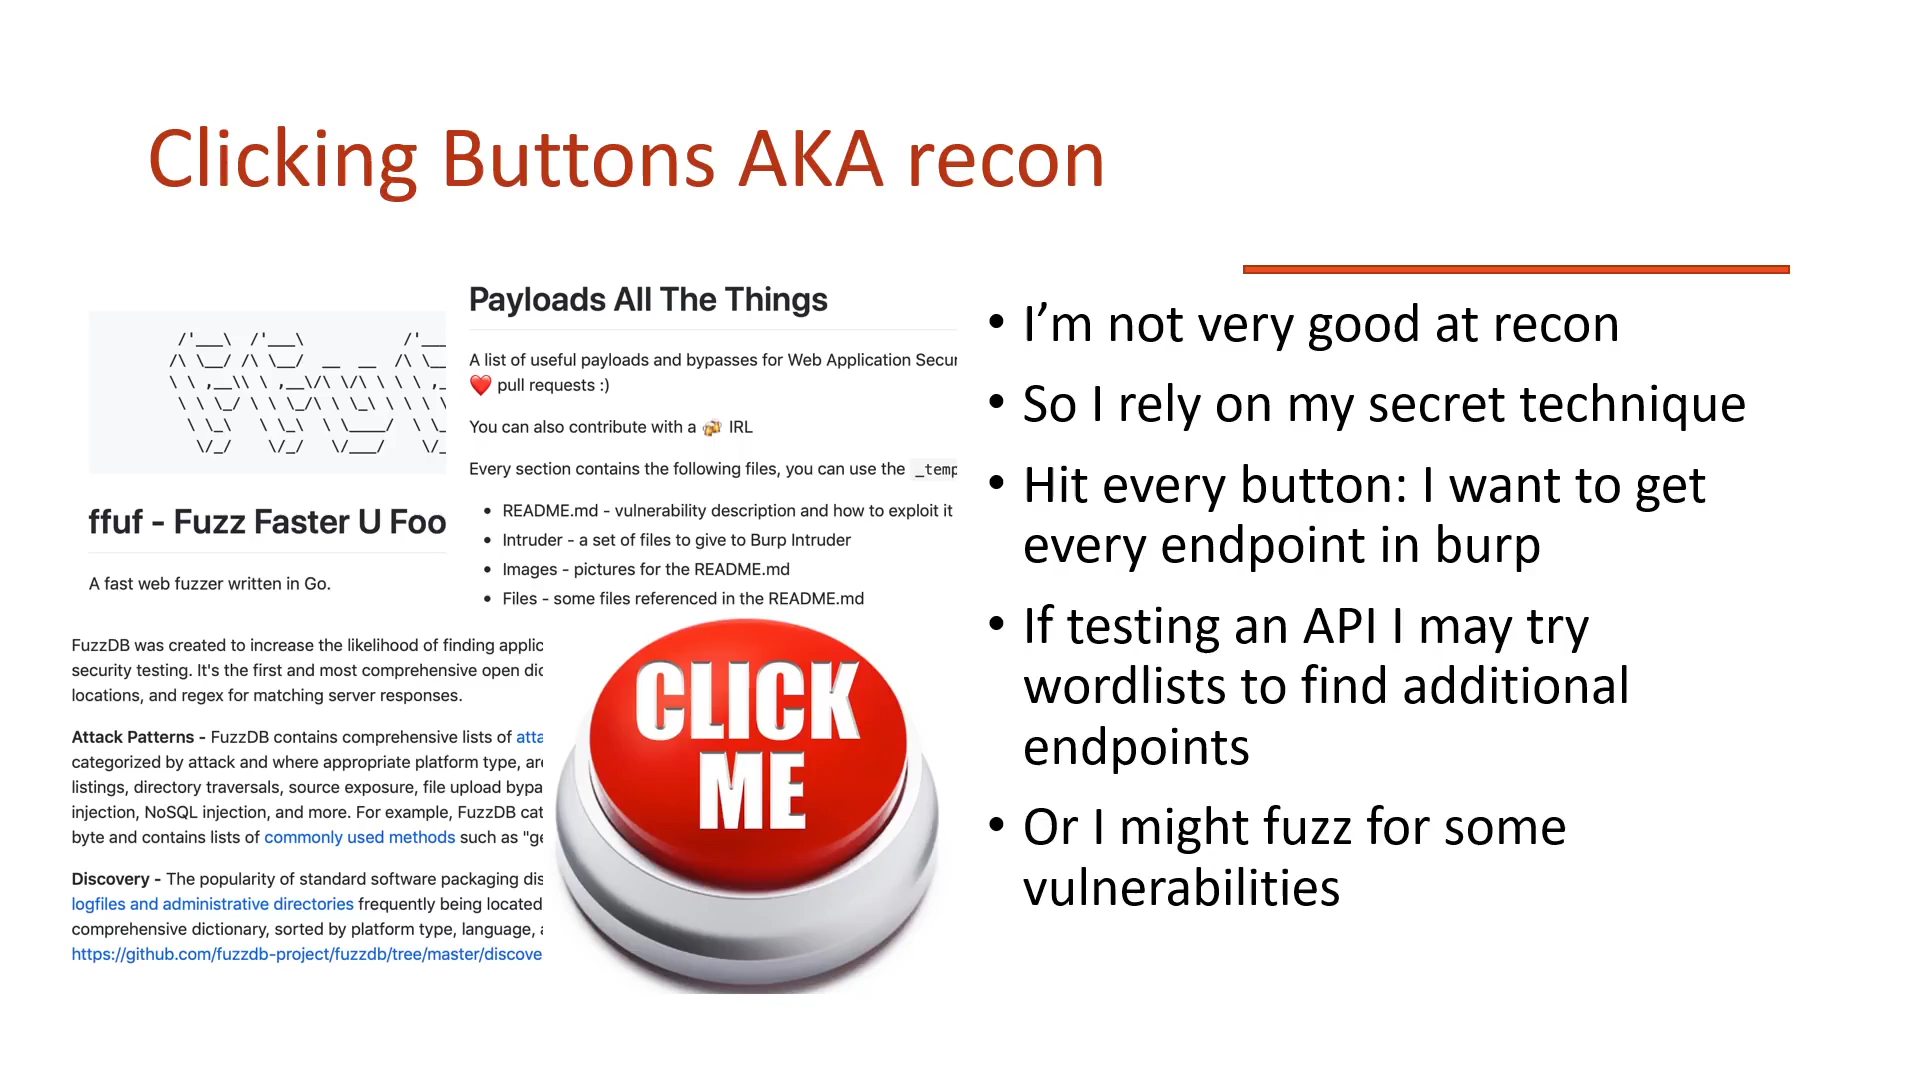 Clicking Buttons AKA recon
ffuf - Fuzz Faster U Foo
A fast web fuzzer written in Go.
Payloads All The Things
A list of useful payloads and bypasses for Web Application Secur
❤️ pull requests :)
You can also contribute with a 🍻 IRL
Every section contains the following files, you can use the _temp
• README.md - vulnerability description and how to exploit it
• Intruder - a set of files to give to Burp Intruder
• Images - pictures for the README.md
• Files - some files referenced in the README.md
FuzzDB was created to increase the likelihood of finding applic
security testing. It's the first and most comprehensive open dic
locations, and regex for matching server responses.
Attack Patterns - FuzzDB contains comprehensive lists of atta
categorized by attack and where appropriate platform type, are
listings, directory traversals, source exposure, file upload bypa
injection, NoSQL injection, and more. For example, FuzzDB cat
byte and contains lists of commonly used methods such as "ge
Discovery - The popularity of standard software packaging dis
logfiles and administrative directories frequently being located
comprehensive dictionary, sorted by platform type, language, a
https://github.com/fuzzdb-project/fuzzdb/tree/master/discove
CLICK
ME
• I’m not very good at recon
• So I rely on my secret technique
• Hit every button: I want to get
every endpoint in burp
• If testing an API I may try
wordlists to find additional
endpoints
• Or I might fuzz for some
vulnerabilities